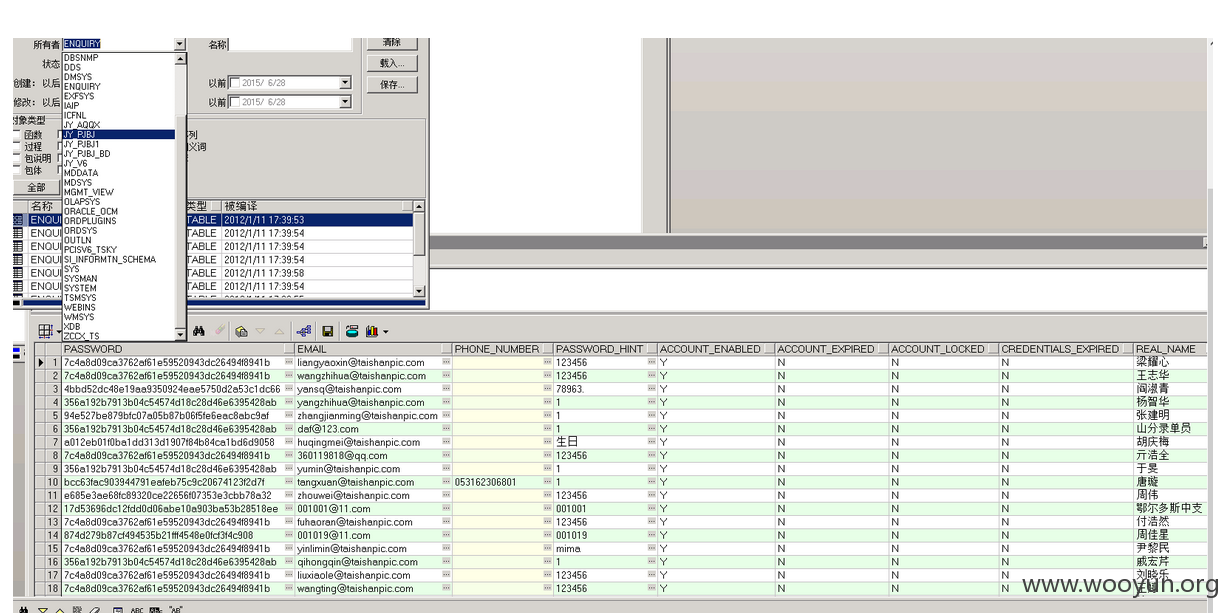 所有者 ENQUIRY 名称 清除
DBSNMP
DDS
状态 DMSYS 载入...
ENQUIRY
创建: 以后 EXFSYS 以前 2015/ 6/28 保存...
IAIP
修改: 以后 ICFNL 以前 2015/ 6/28
对象类型 JY_AQQX
函数 JY_PJBJ 列
过程 JY_PJBJ1 义词
包说明 JY_PJBJ_BD
包体 JY_V6
MDDATA
全部 MDSYS
MGMT_VIEW
OLAPSYS
名称 ORACLE_OCM 类型 被编译
ENQUI ORDPLUGINS TABLE 2012/1/11 17:39:53
ORDSYS
ENQUI OUTLN TABLE 2012/1/11 17:39:54
ENQUI PCISV6_TSKY TABLE 2012/1/11 17:39:54
ENQUI SI_INFORMTN_SCHEMA TABLE 2012/1/11 17:39:54
ENQUI SYS TABLE 2012/1/11 17:39:58
SYSMAN
ENQUI SYSTEM TABLE 2012/1/11 17:39:54
TSMSYS
WEBINS
WMSYS
XDB
ZCCX_TS
PASSWORD EMAIL PHONE_NUMBER PASSWORD_HINT ACCOUNT_ENABLED ACCOUNT_EXPIRED ACCOUNT_LOCKED CREDENTIALS_EXPIRED REAL_NAME
1 7c4a8d09ca3762af61e59520943dc26494f8941b liangyaoxin@taishanpic.com 123456 Y N N N 梁耀心
2 7c4a8d09ca3762af61e59520943dc26494f8941b wangzhihua@taishanpic.com 123456 Y N N N 王志华
3 4bbd52dc48e19aa9350924eae5750d2a53c1dc66 yansq@taishanpic.com 78963. Y N N N 阎淑青
4 356a192b7913b04c54574d18c28d46e6395428ab yangzhihua@taishanpic.com 1 Y N N N 杨智华
5 94e527be879bfc07a05b87b06f5fe6eac8abc9af zhangjianming@taishanpic.com 1 Y N N N 张建明
6 356a192b7913b04c54574d18c28d46e6395428ab daf@123.com 1 Y N N N 山分录单员
7 a012eb01f0ba1dd313d1907f84b84ca1bd6d9058 huqingmei@taishanpic.com 生日 Y N N N 胡庆梅
8 7c4a8d09ca3762af61e59520943dc26494f8941b 360119818@qq.com 123456 Y N N N 亓浩全
9 356a192b7913b04c54574d18c28d46e6395428ab yumin@taishanpic.com 1 Y N N N 于旻
10 bcc63fac903944791eafeb75c9c20674123f2d7f tangxuan@taishanpic.com 053162306801 1 Y N N N 唐璇
11 e685e3ae68fc89320ce22656f07353e3cbb78a32 zhouwei@taishanpic.com 123456 Y N N N 周伟
12 17d53696dc12fdd0d06abe10a903ba53b28518ee 001001@11.com 001001 Y N N N 鄂尔多斯中支
13 7c4a8d09ca3762af61e59520943dc26494f8941b fuhaoran@taishanpic.com 123456 Y N N N 付浩然
14 874d279b87cf494535b21fff4548e0fcf3f4c908 001019@11.com 001019 Y N N N 周佳星
15 7c4a8d09ca3762af61e59520943dc26494f8941b yinlimin@taishanpic.com mima Y N N N 尹黎民
16 356a192b7913b04c54574d18c28d46e6395428ab qihongqin@taishanpic.com 1 Y N N N 戚宏芹
17 7c4a8d09ca3762af61e59520943dc26494f8941b liuxiaole@taishanpic.com 123456 Y N N N 刘晓乐
18 7c4a8d09ca3762af61e59520943dc26494f8941b wangting@taishanpic.com 123456 Y N N N
www.wooyun.org
ABC "AB"